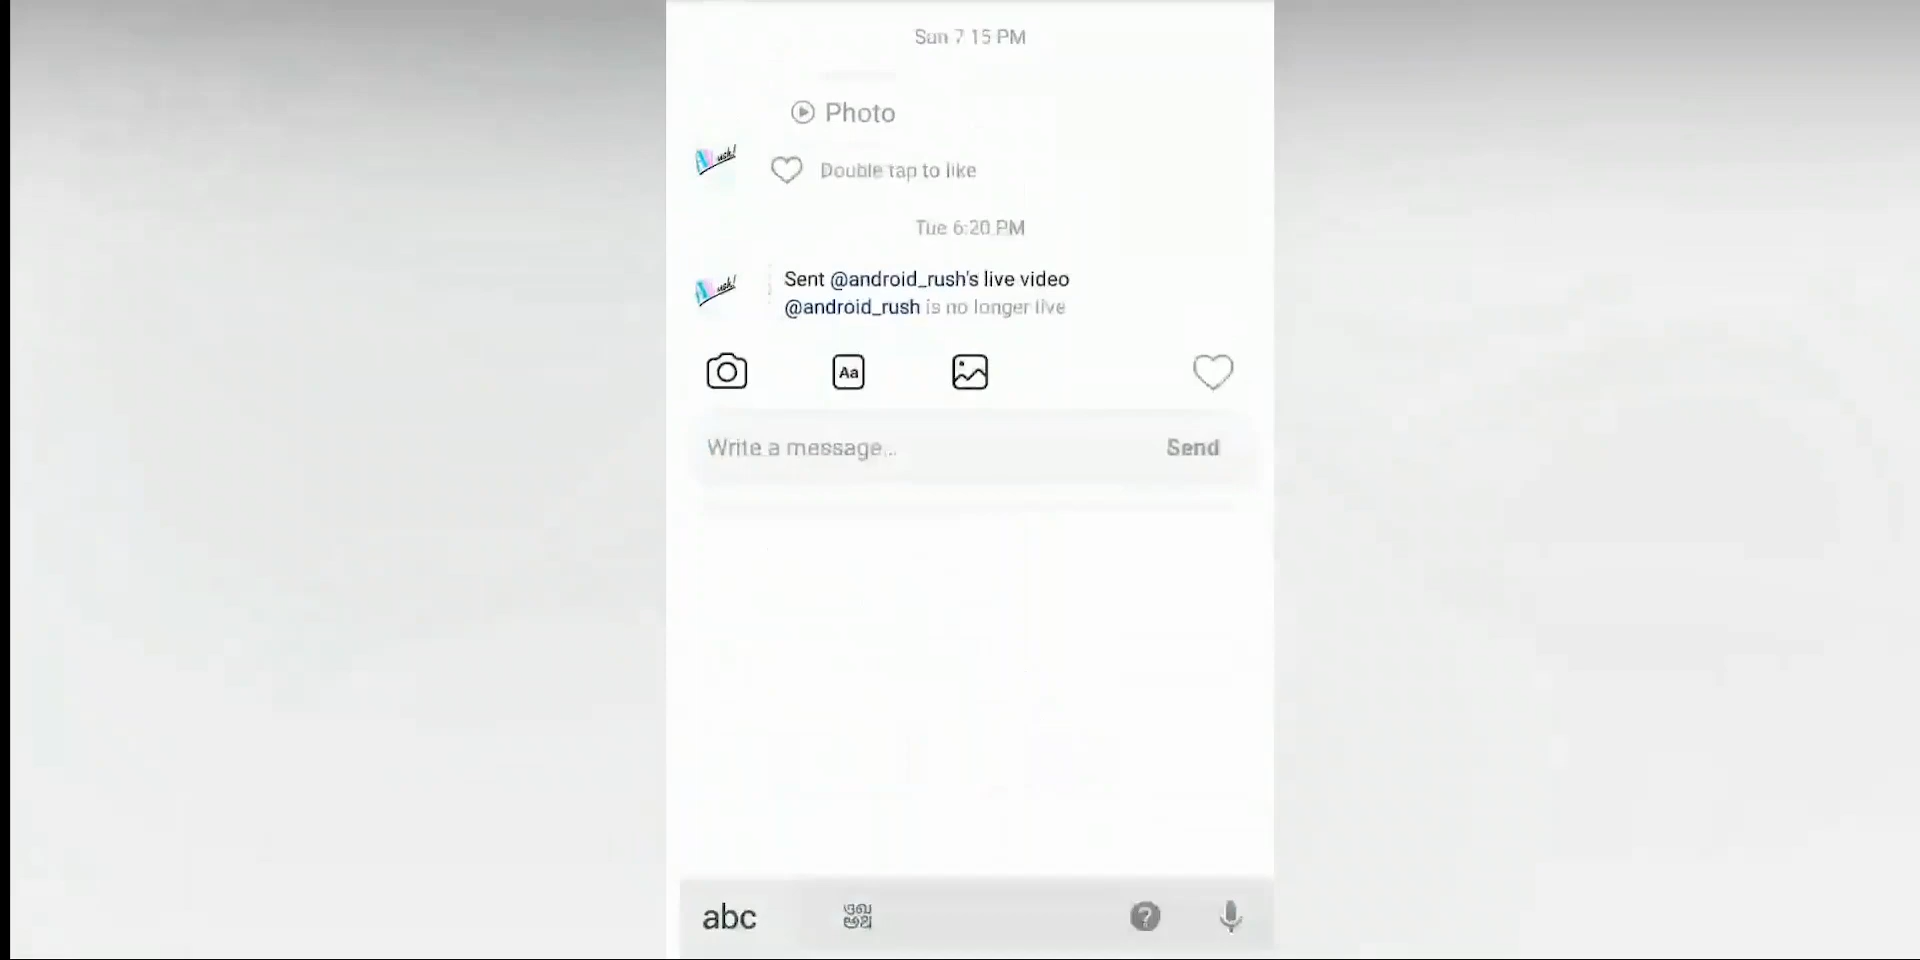 Sun 7 15 PM
Photo
Double tap to like
Tue 6:20 PM
Sent @android_rush's live video
@android_rush is no longer live
Aa
Write a message...
Send
abc
?